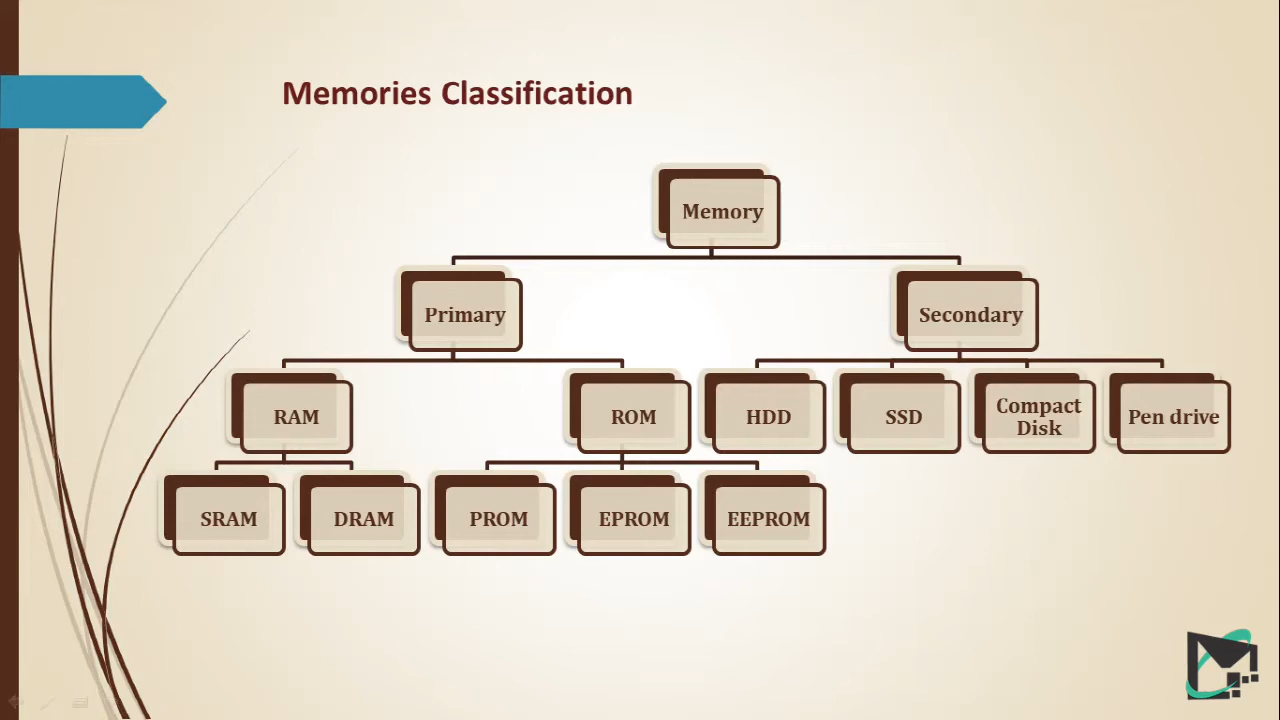 Memories Classification
Memory
Primary
Secondary
RAM
ROM
HDD
SSD
Compact
Disk
Pen drive
SRAM
DRAM
PROM
EPROM
EEPROM